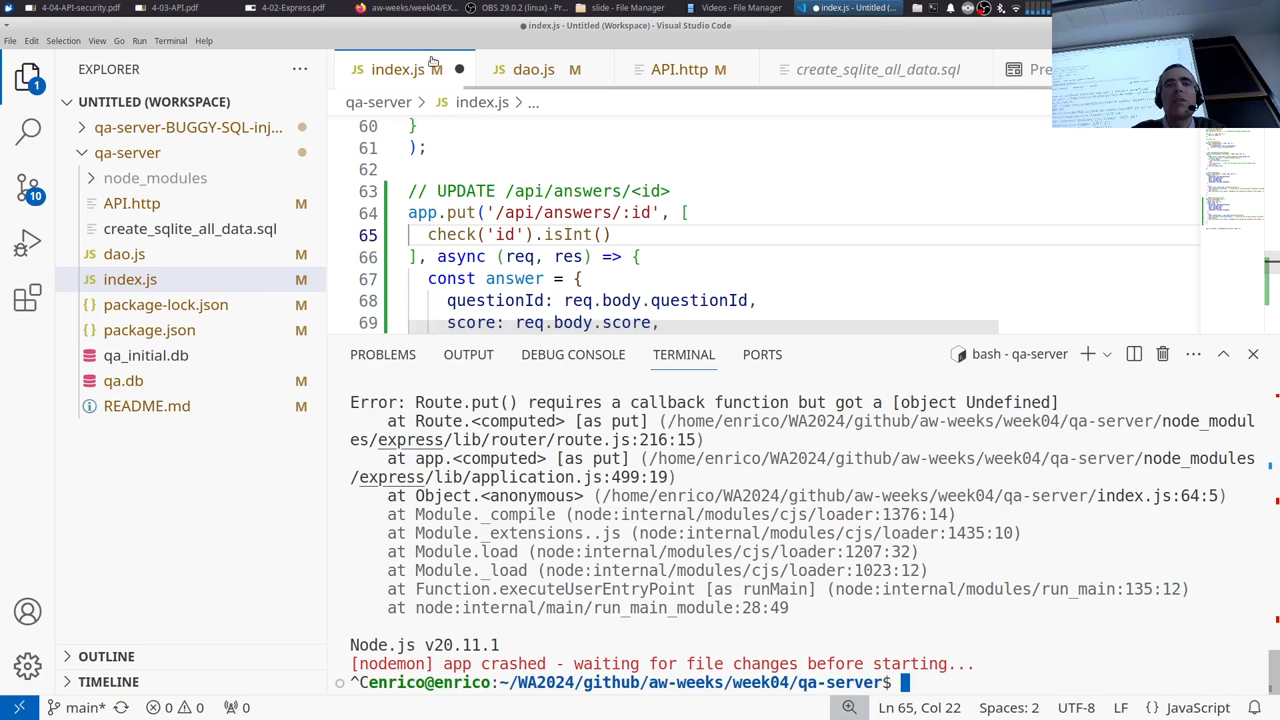 4-04-API-security.pdf
4-03-API.pdf
4-02-Express.pdf
aw-weeks/week04/EX...
OBS 29.0.2 (linux) - Pr...
slide - File Manager
Terminal
index.js - Untitled (W...
index.js - Untitled (Workspace) - Visual Studio Code
File Edit Selection View Go Run Terminal Help
EXPLORER
UNTITLED (WORKSPACE)
qa-server-BUGGY-SQL-inj...
qa-server
node_modules
API.http M
create_sqlite_all_data.sql
dao.js M
index.js M
package-lock.json M
package.json M
qa_initial.db
qa.db M
README.md M
OUTLINE
TIMELINE
1
10
index.js M
dao.js M
API.http M
create_sqlite_all_data.sql
Pre
qa-server > index.js > ...
60 }
61 );
62
63 // UPDATE /api/answers/<id>
64 app.put('/api/answers/:id', [
65 check('id').isInt()
66 ], async (req, res) => {
67 const answer = {
68 questionId: req.body.questionId,
69 score: req.body.score,
PROBLEMS OUTPUT DEBUG CONSOLE TERMINAL PORTS
bash - qa-server
Error: Route.put() requires a callback function but got a [object Undefined]
at Route.<computed> [as put] (/home/enrico/WA2024/github/aw-weeks/week04/qa-server/node_modul
es/express/lib/router/route.js:216:15)
at app.<computed> [as put] (/home/enrico/WA2024/github/aw-weeks/week04/qa-server/node_modules
/express/lib/application.js:499:19)
at Object.<anonymous> (/home/enrico/WA2024/github/aw-weeks/week04/qa-server/index.js:64:5)
at Module._compile (node:internal/modules/cjs/loader:1376:14)
at Module._extensions..js (node:internal/modules/cjs/loader:1435:10)
at Module.load (node:internal/modules/cjs/loader:1207:32)
at Module._load (node:internal/modules/cjs/loader:1023:12)
at Function.executeUserEntryPoint [as runMain] (node:internal/modules/run_main:135:12)
at node:internal/main/run_main_module:28:49
Node.js v20.11.1
[nodemon] app crashed - waiting for file changes before starting...
^Cenrico@enrico:~/WA2024/github/aw-weeks/week04/qa-server$
main* 0 0 0
Ln 65, Col 22 Spaces: 2 UTF-8 LF {} JavaScript